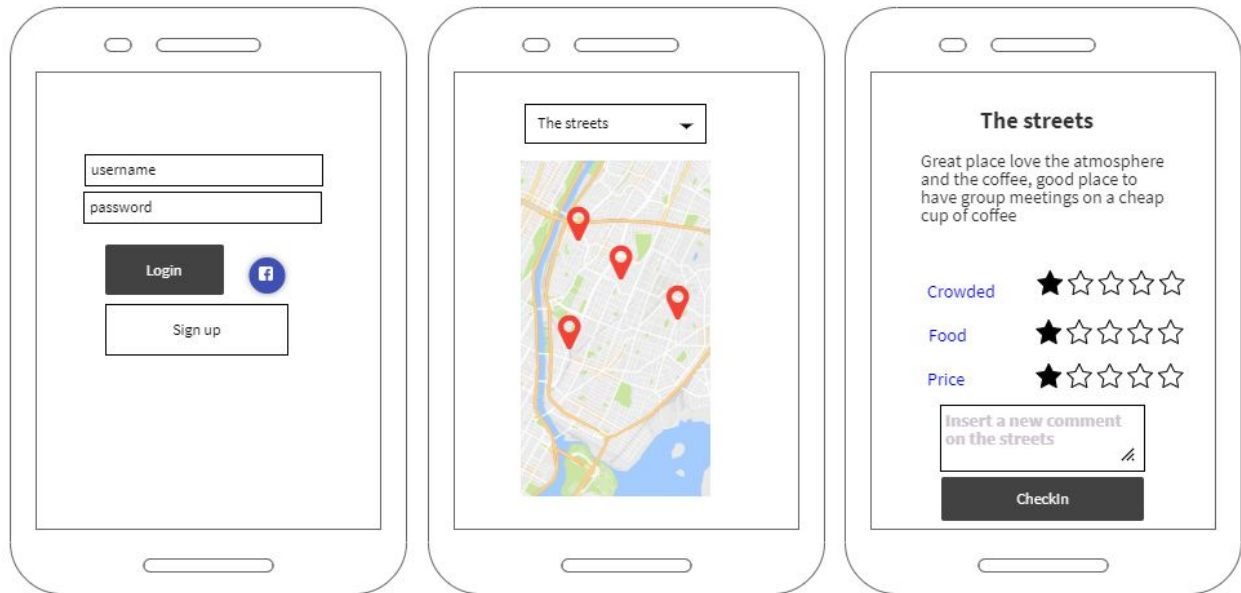 username
password
Login
Sign up
The streets
The streets
Great place love the atmosphere
and the coffee, good place to
have group meetings on a cheap
cup of coffee
Crowded
Food
Price
Insert a new comment
on the streets
CheckIn